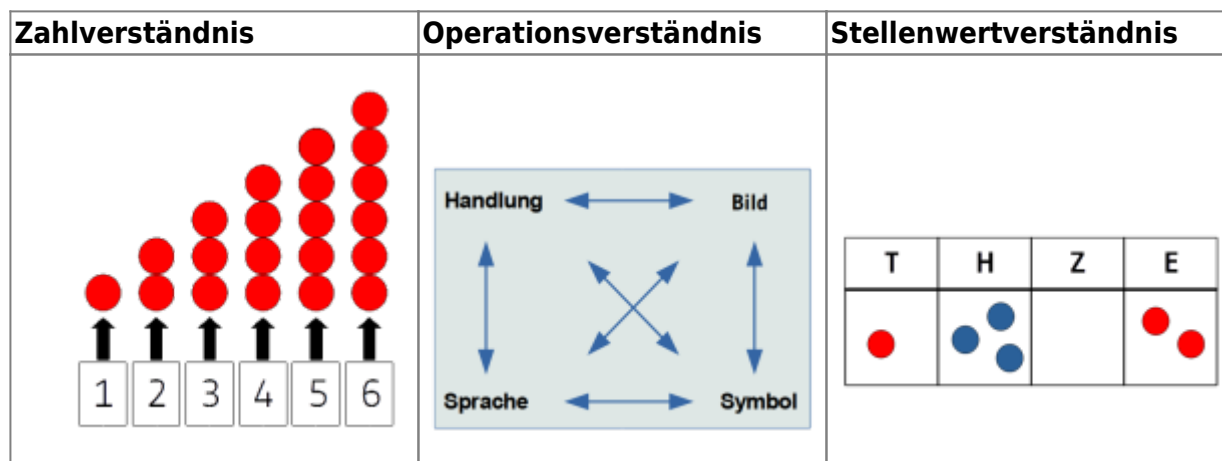 Zahlverständnis
Operationsverständnis
Stellenwertverständnis
1 2 3 4 5 6
Handlung Bild
Sprache Symbol
T H Z E